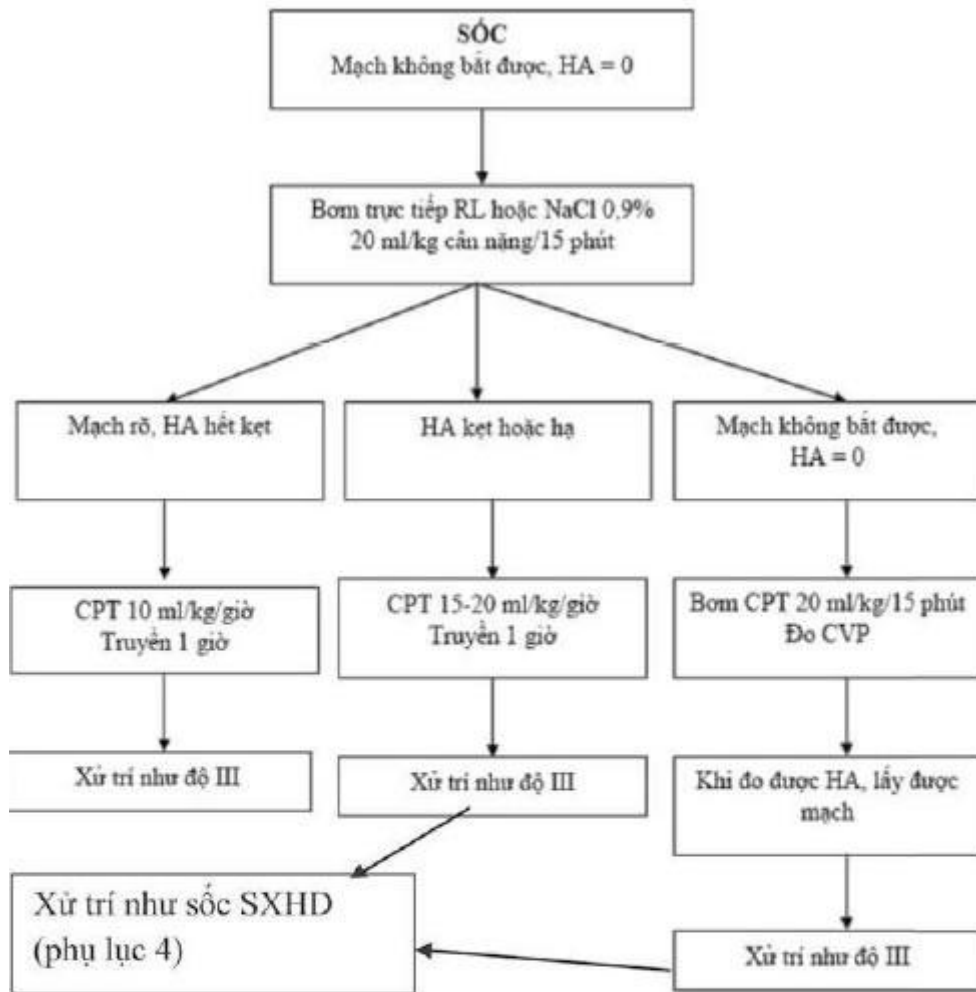 SỐC
Mạch không bắt được, HA = 0
Bơm trực tiếp RL hoặc NaCl 0,9%
20 ml/kg cân nặng/15 phút
Mạch rõ, HA hết kẹt
HA kẹt hoặc hạ
Mạch không bắt được,
HA = 0
CPT 10 ml/kg/giờ
Truyền 1 giờ
CPT 15-20 ml/kg/giờ
Truyền 1 giờ
Bơm CPT 20 ml/kg/15 phút
Đo CVP
Xử trí như độ III
Xử trí như độ III
Khi đo được HA, lấy được
mạch
Xử trí như sốc SXHD
(phụ lục 4)
Xử trí như độ III